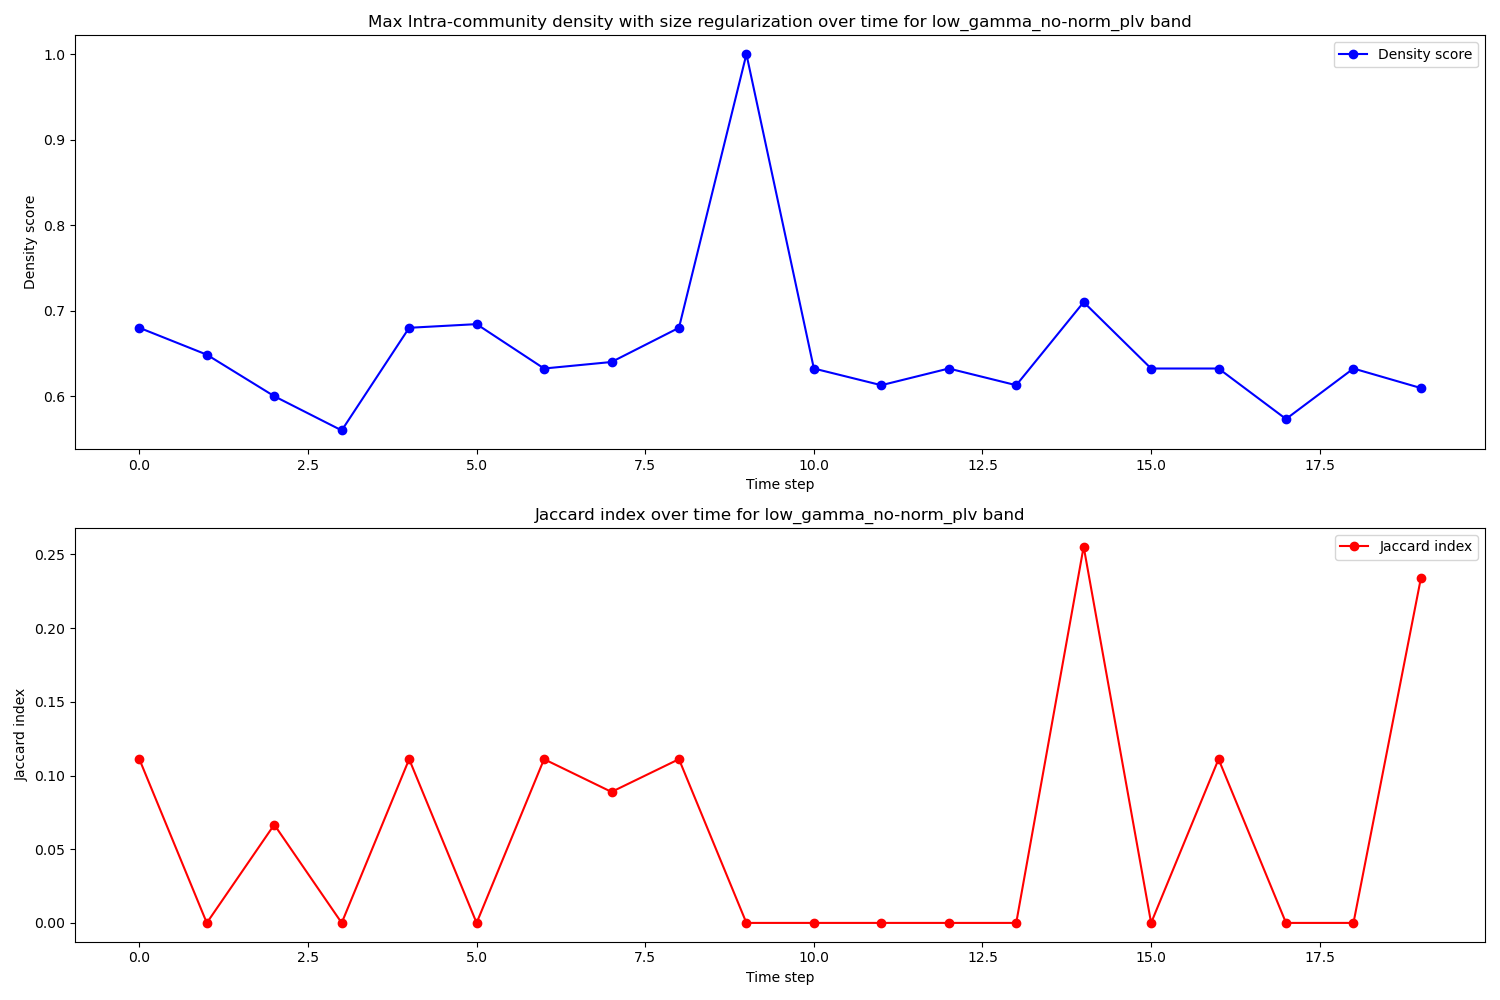 Max Intra-community density with size regularization over time for low_gamma_no-norm_plv band
Density score
1.0
0.9
0.8
0.7
0.6
Density score
0.0 2.5 5.0 7.5 10.0 12.5 15.0 17.5
Time step
Jaccard index over time for low_gamma_no-norm_plv band
Jaccard index
0.25
0.20
0.15
0.10
0.05
0.00
Jaccard index
0.0 2.5 5.0 7.5 10.0 12.5 15.0 17.5
Time step